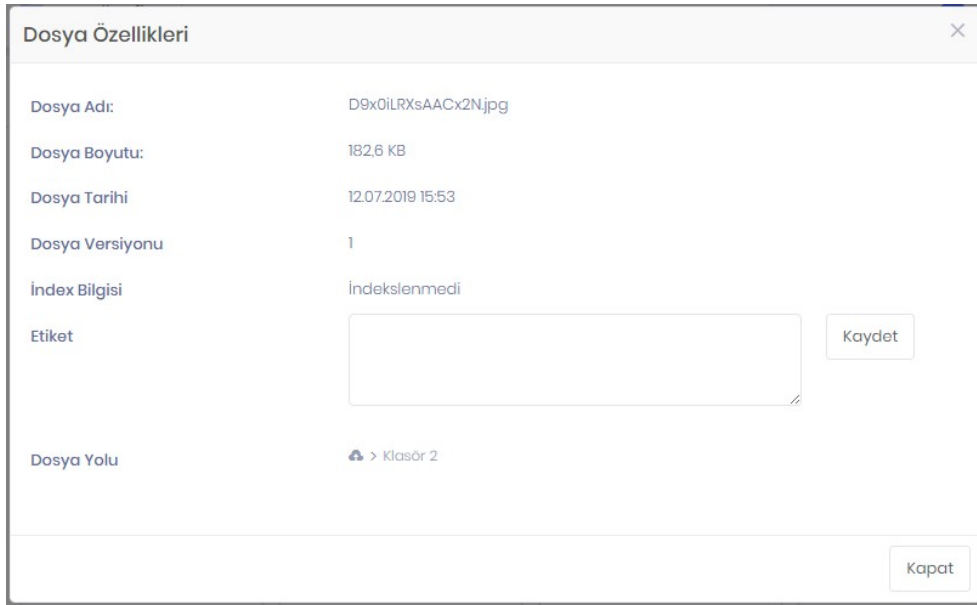 Dosya Özellikleri
Dosya Adı: D9x0iLRXsAACx2N.jpg
Dosya Boyutu: 182,6 KB
Dosya Tarihi 12.07.2019 15:53
Dosya Versiyonu 1
İndex Bilgisi İndekslenmedi
Etiket Kaydet
Dosya Yolu > Klasör 2
Kapat